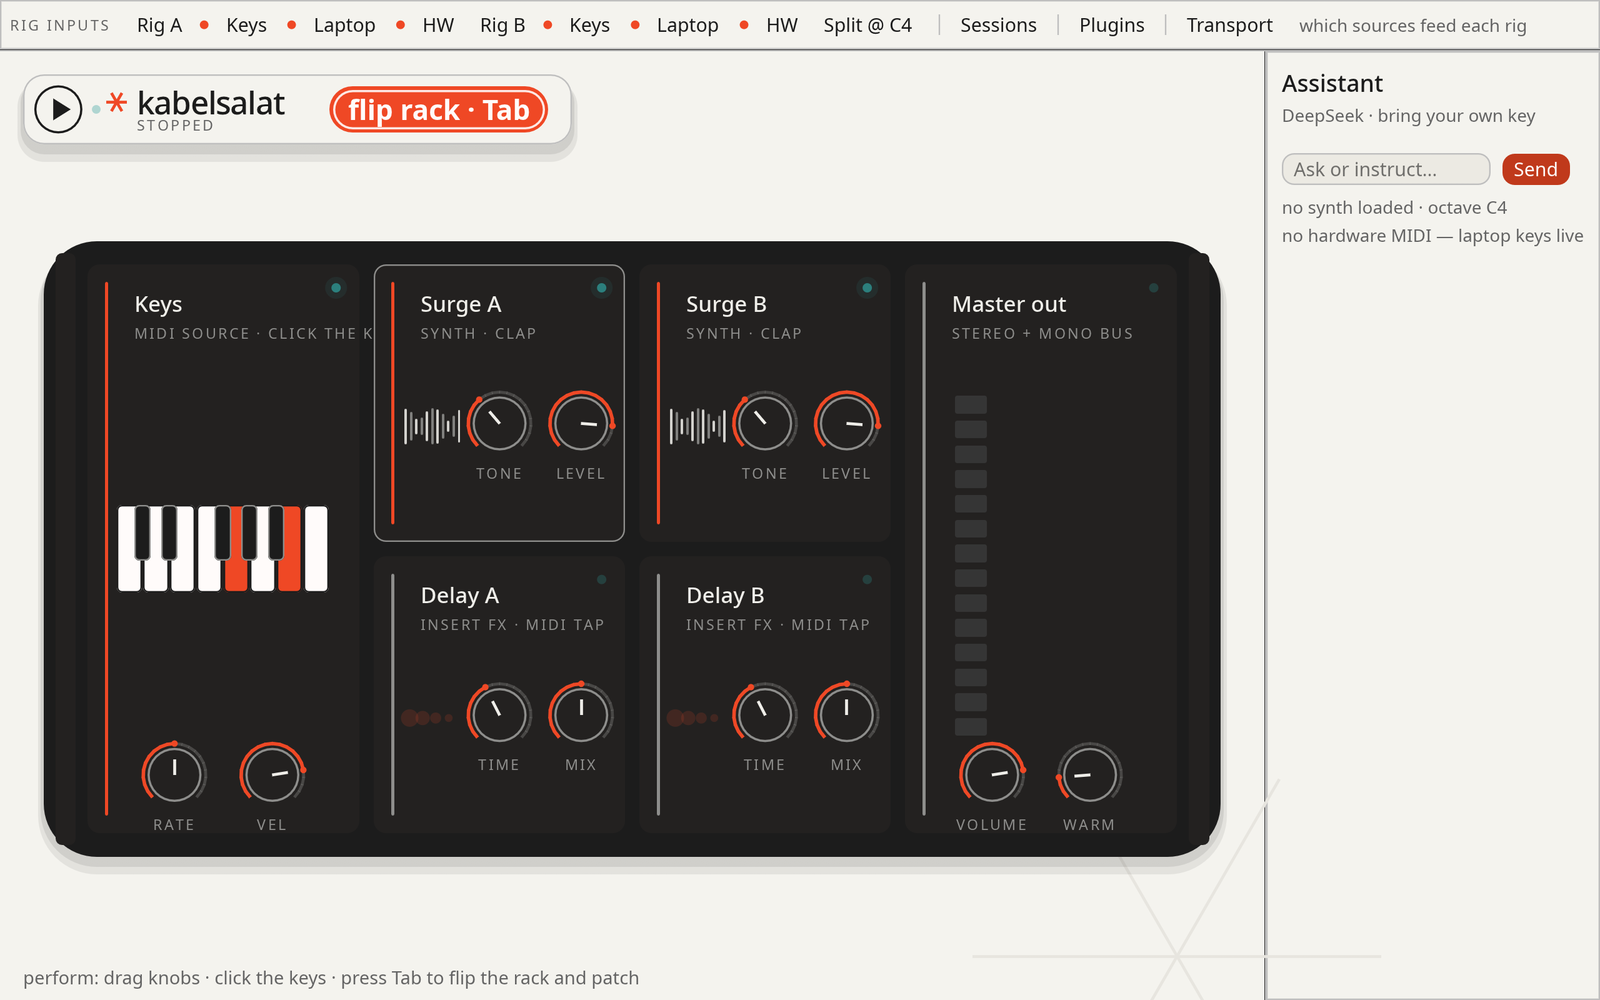 RIG INPUTS Rig A Keys Laptop HW Rig B Keys Laptop HW Split @ C4 Sessions Plugins Transport which sources feed each rig
kabelsalat
STOPPED
flip rack · Tab
Assistant
DeepSeek · bring your own key
Ask or instruct...
Send
no synth loaded · octave C4
no hardware MIDI — laptop keys live
Keys
MIDI SOURCE · CLICK THE K
RATE VEL
Surge A
SYNTH · CLAP
TONE LEVEL
Surge B
SYNTH · CLAP
TONE LEVEL
Delay A
INSERT FX · MIDI TAP
TIME MIX
Delay B
INSERT FX · MIDI TAP
TIME MIX
Master out
STEREO + MONO BUS
VOLUME WARM
perform: drag knobs · click the keys · press Tab to flip the rack and patch